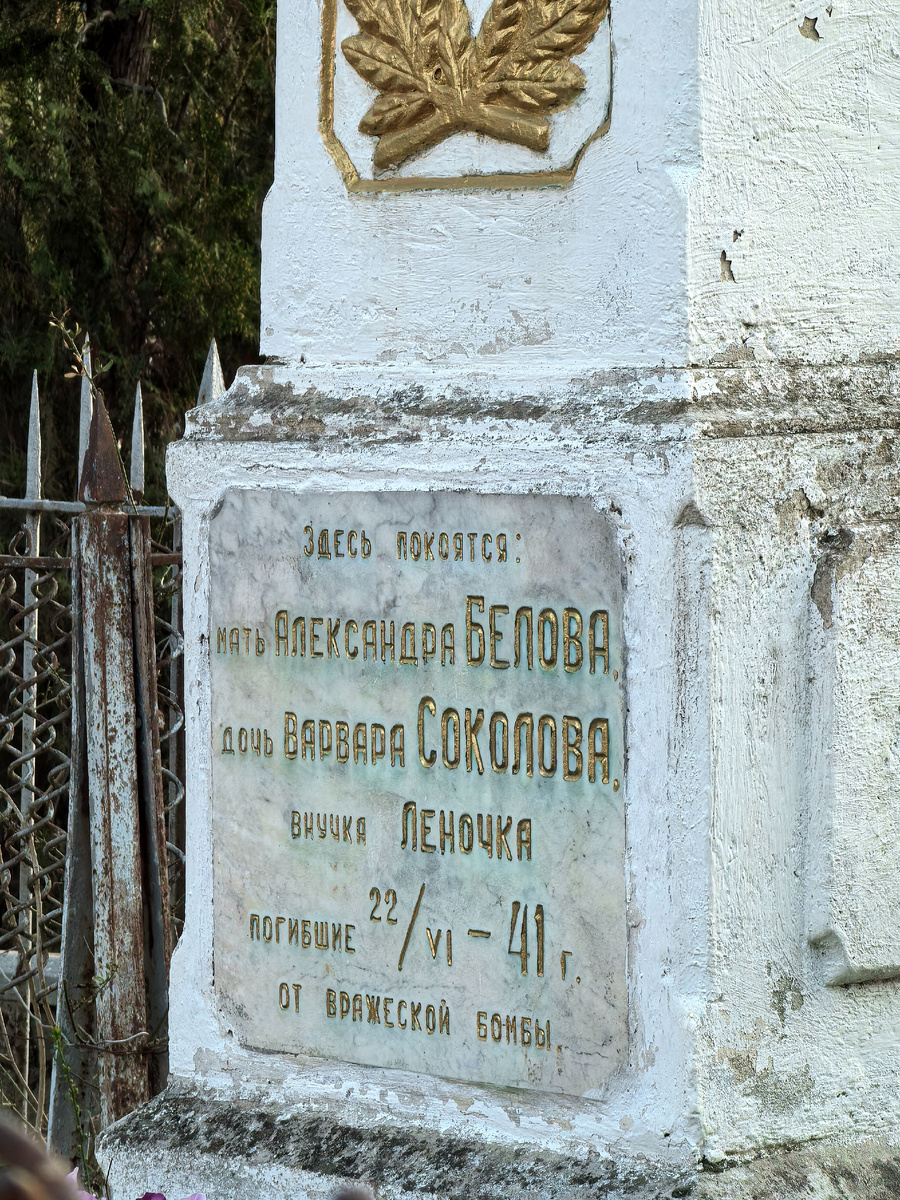 Здесь покоятся:
мать Александра БЕЛОВА,
дочь Варвара СОКОЛОВА,
внучка Леночка
погибшие 22/VI – 41 г.
от вражеской бомбы.